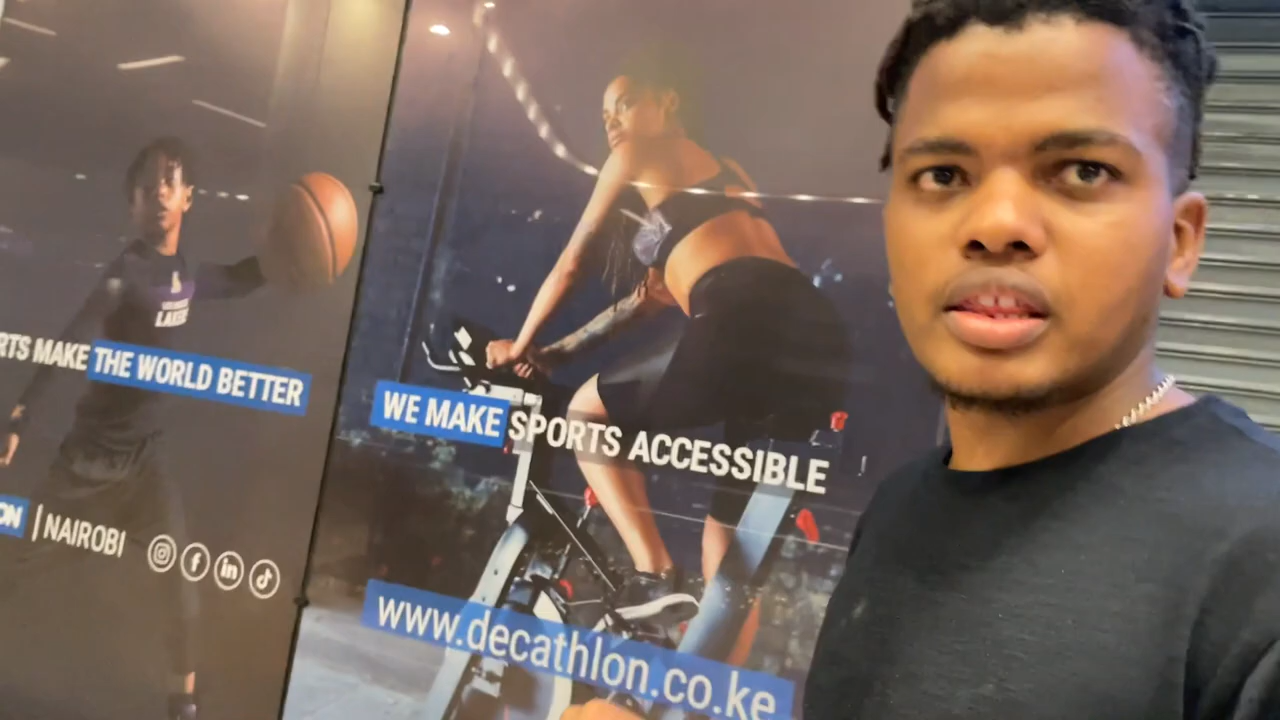 RTS MAKE THE WORLD BETTER
ON | NAIROBI
LAKERS
WE MAKE SPORTS ACCESSIBLE
www.decathlon.co.ke